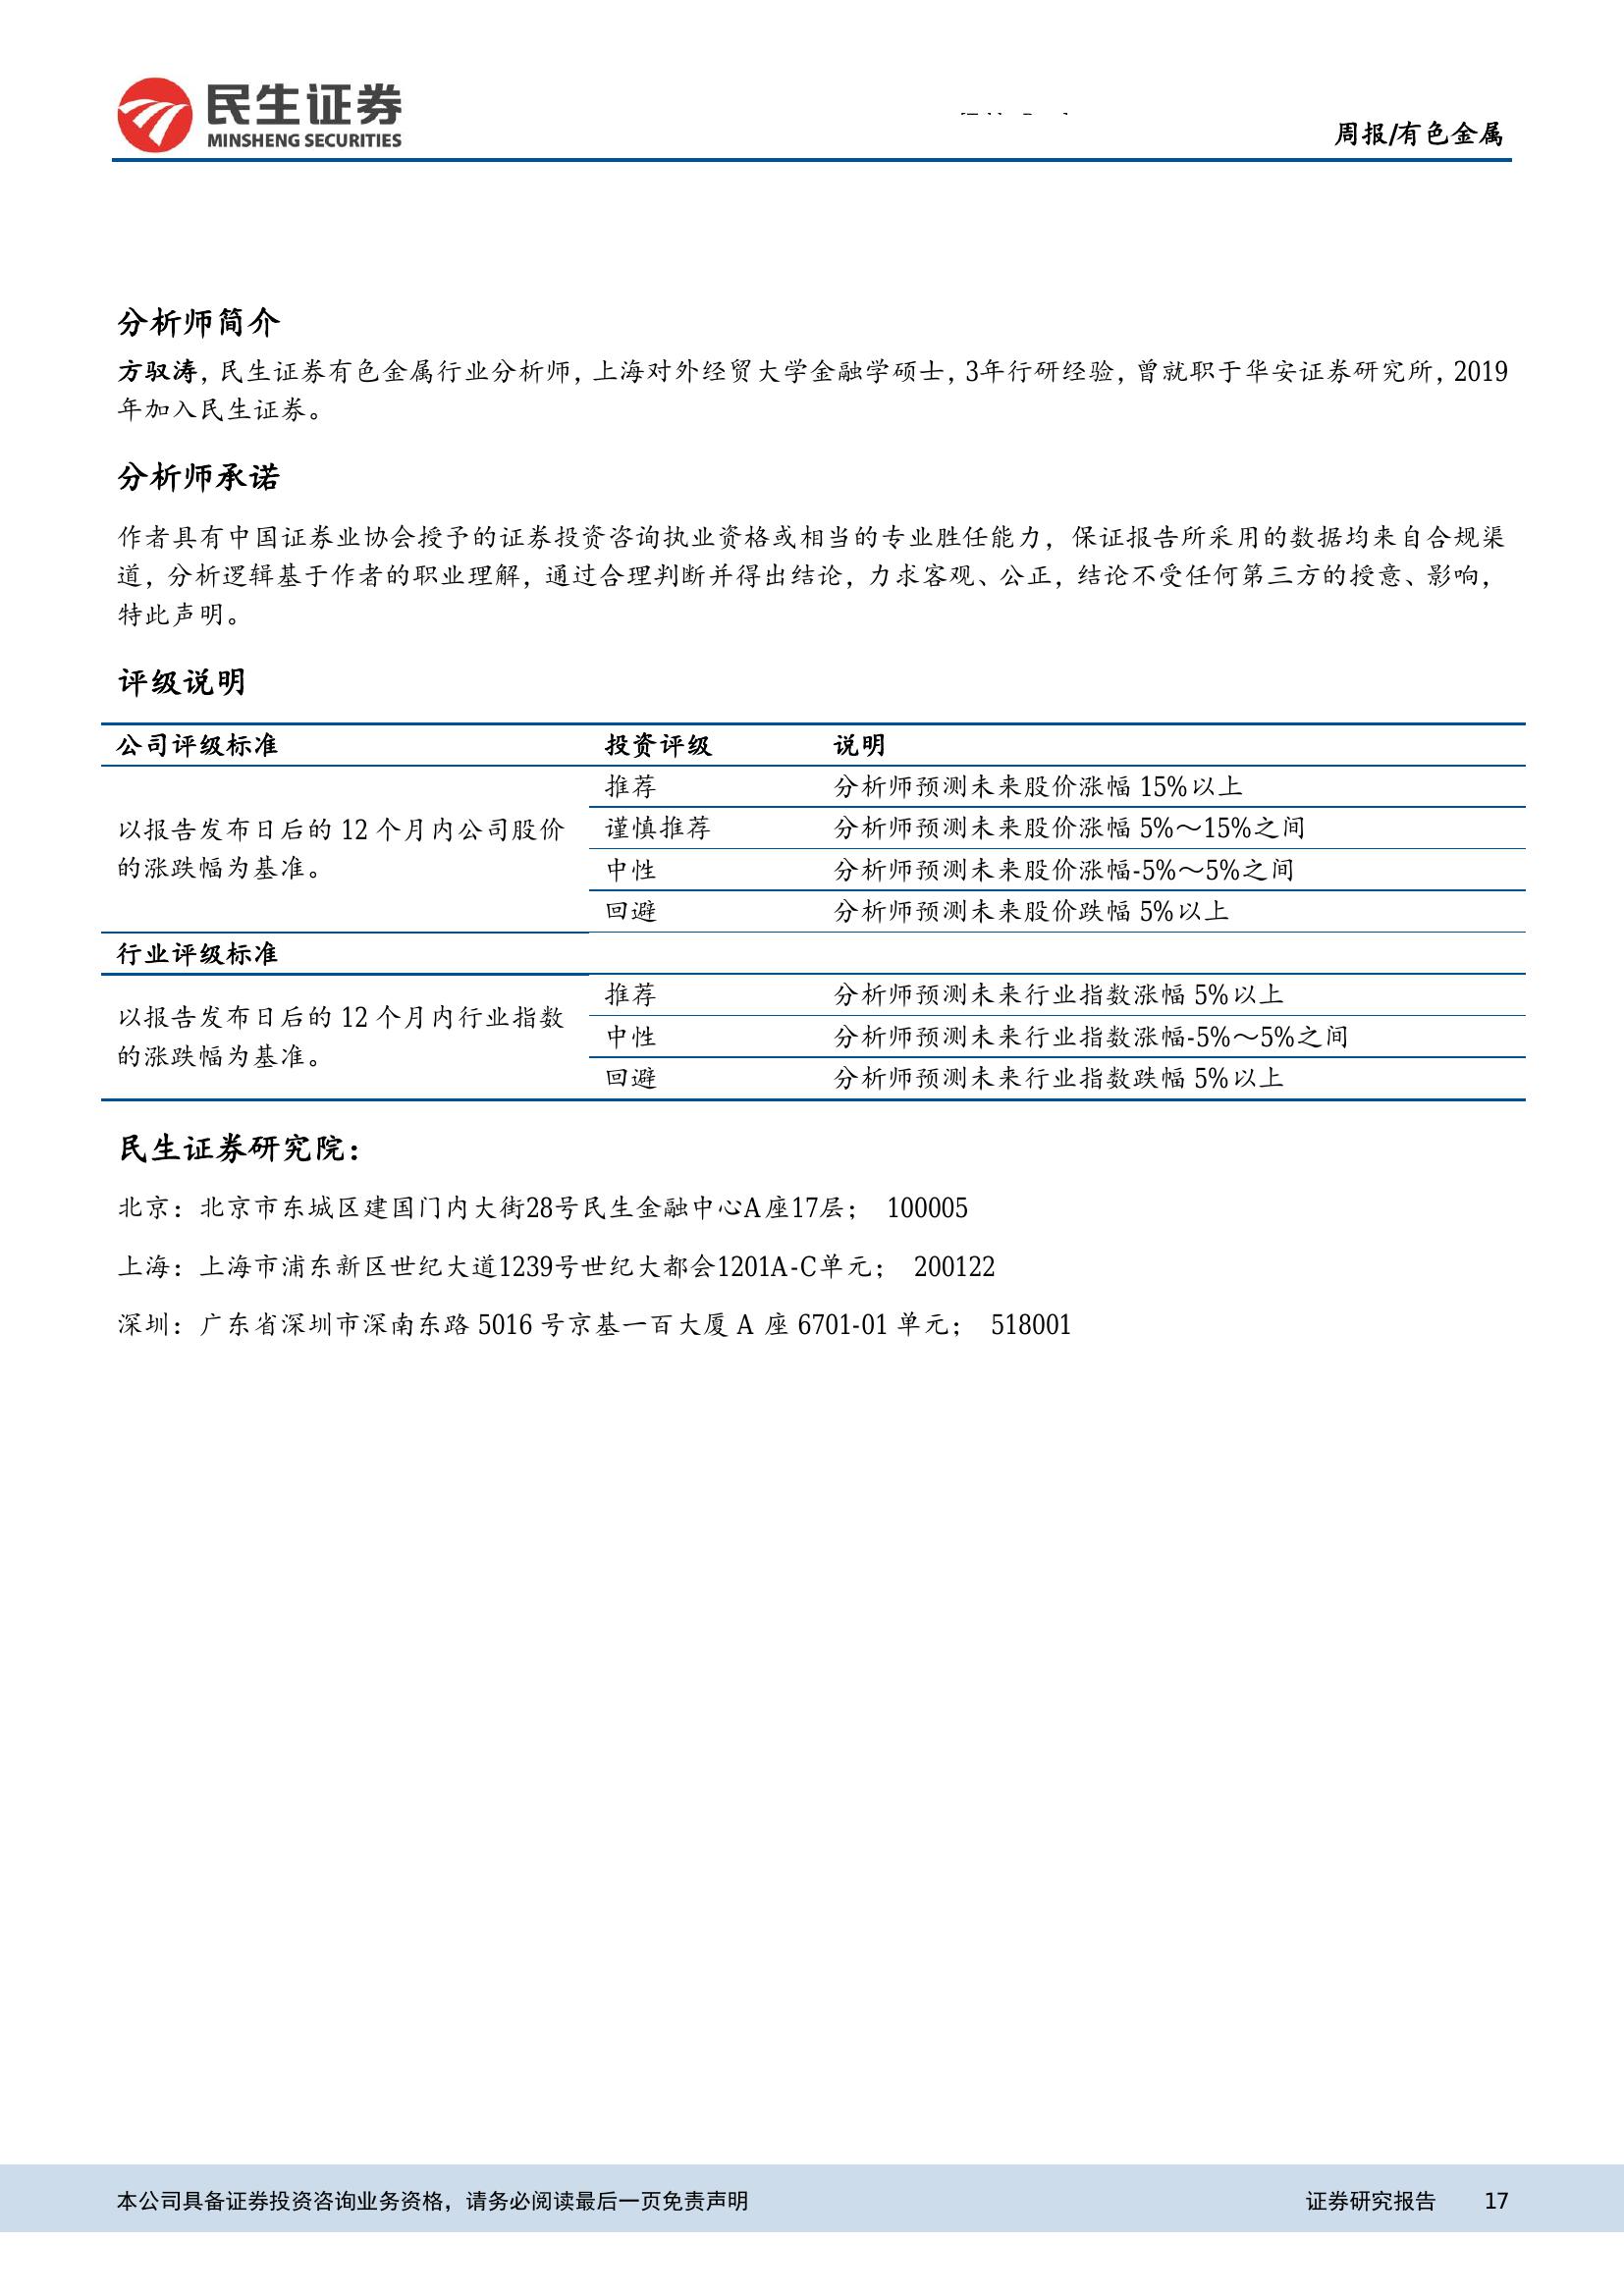 民生证券
MINSHENG SECURITIES
周报/有色金属
分析师简介
方驭涛，民生证券有色金属行业分析师，上海对外经贸大学金融学硕士，3年行研经验，曾就职于华安证券研究所，2019
年加入民生证券。
分析师承诺
作者具有中国证券业协会授予的证券投资咨询执业资格或相当的专业胜任能力，保证报告所采用的数据均来自合规渠
道，分析逻辑基于作者的职业理解，通过合理判断并得出结论，力求客观、公正，结论不受任何第三方的授意、影响，
特此声明。
评级说明
公司评级标准 投资评级 说明
以报告发布日后的 12 个月内公司股价
的涨跌幅为基准。
推荐 分析师预测未来股价涨幅 15%以上
谨慎推荐 分析师预测未来股价涨幅 5%～15%之间
中性 分析师预测未来股价涨幅-5%～5%之间
回避 分析师预测未来股价跌幅 5%以上
行业评级标准
以报告发布日后的 12 个月内行业指数
的涨跌幅为基准。
推荐 分析师预测未来行业指数涨幅 5%以上
中性 分析师预测未来行业指数涨幅-5%～5%之间
回避 分析师预测未来行业指数跌幅 5%以上
民生证券研究院：
北京：北京市东城区建国门内大街28号民生金融中心A座17层； 100005
上海：上海市浦东新区世纪大道1239号世纪大都会1201A-C单元； 200122
深圳：广东省深圳市深南东路 5016 号京基一百大厦 A 座 6701-01 单元； 518001
本公司具备证券投资咨询业务资格，请务必阅读最后一页免责声明 证券研究报告 17